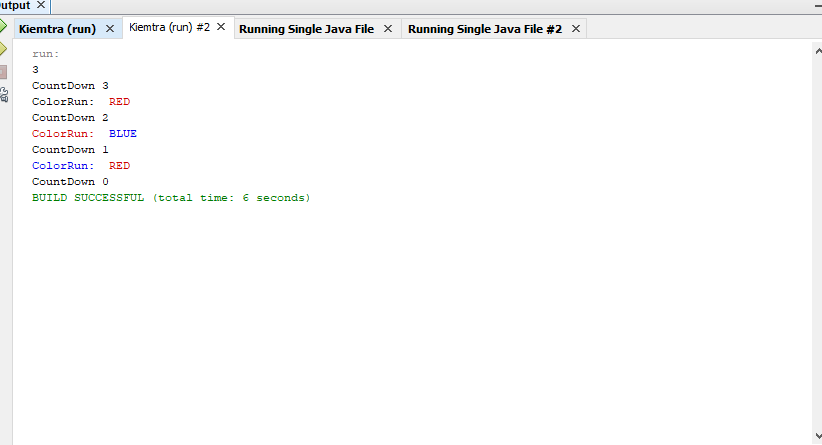 utput
Kiemtra (run) Kiemtra (run) #2 Running Single Java File Running Single Java File #2
run:
3
CountDown 3
ColorRun:  RED
CountDown 2
ColorRun:  BLUE
CountDown 1
ColorRun:  RED
CountDown 0
BUILD SUCCESSFUL (total time: 6 seconds)